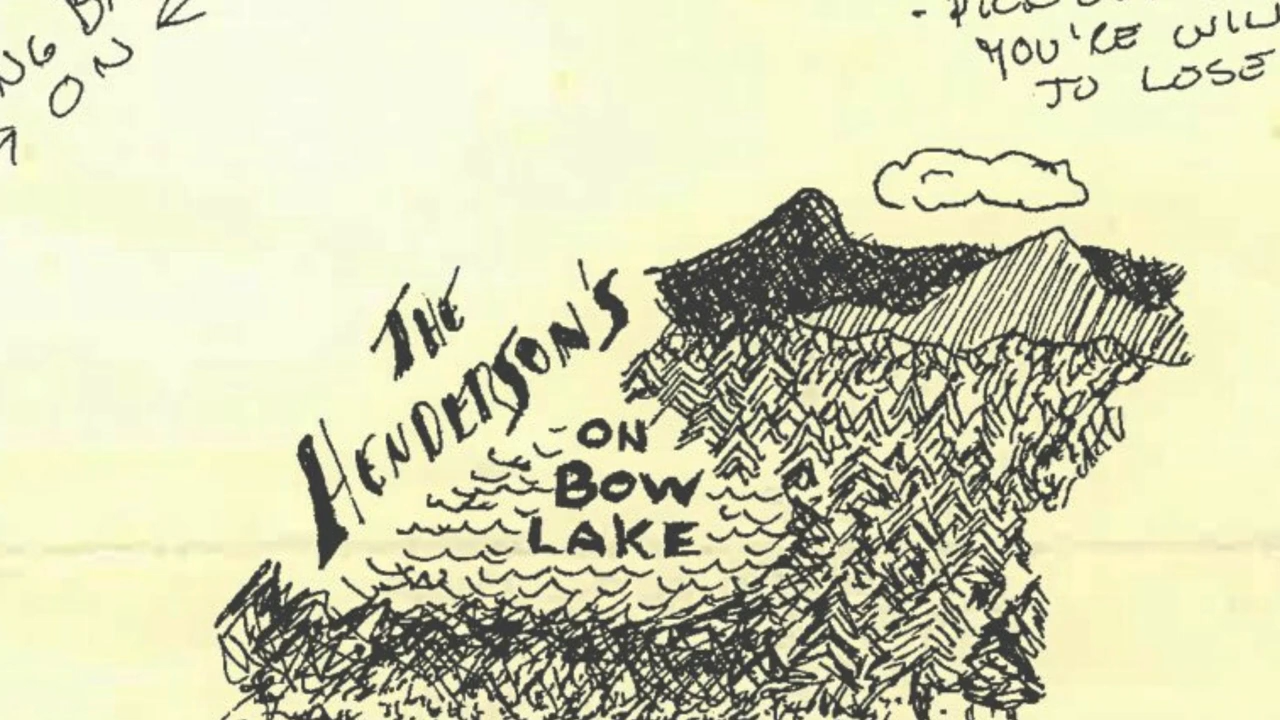 ON
YOU'RE
TO LOSE
THE
HENDERSON'S
ON
BOW
LAKE